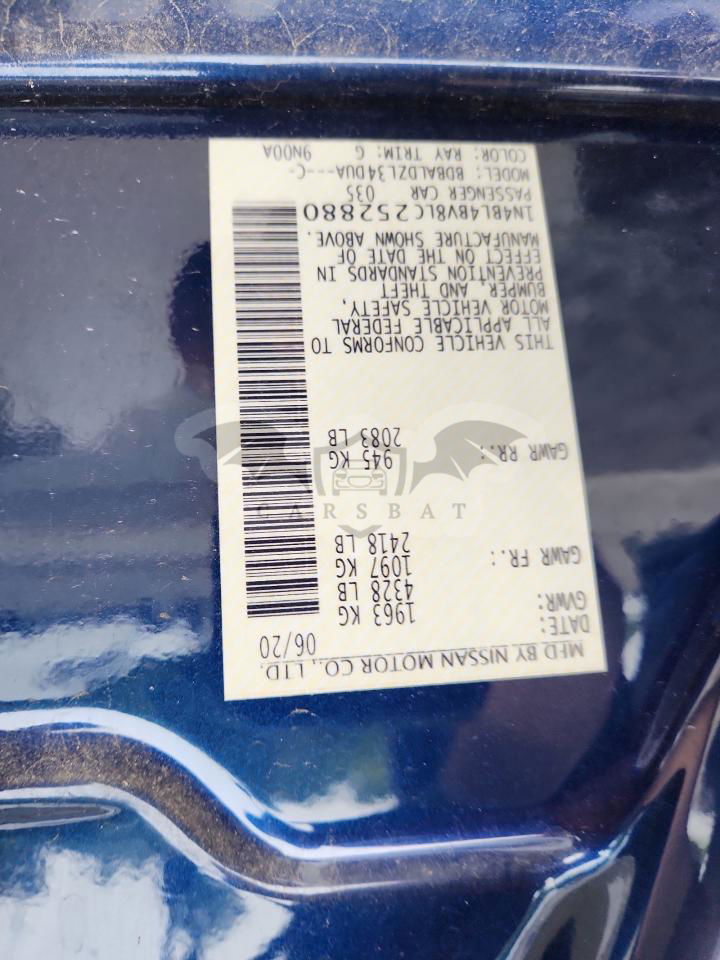 MFD BY NISSAN MOTOR CO., LTD.
DATE: 06/20
GVWR: 1963 KG
4328 LB
GAWR FR.: 1097 KG
2418 LB
GAWR RR.: 945 KG
2083 LB
THIS VEHICLE CONFORMS TO
ALL APPLICABLE FEDERAL
MOTOR VEHICLE SAFETY,
BUMPER, AND THEFT
PREVENTION STANDARDS IN
EFFECT ON THE DATE OF
MANUFACTURE SHOWN ABOVE.
1N4BL4BV8LC252880
PASSENGER CAR 035
MODEL: BDBALDZL34DUA---C-
COLOR: RAY TRIM: G 9N00A
CARSBAT